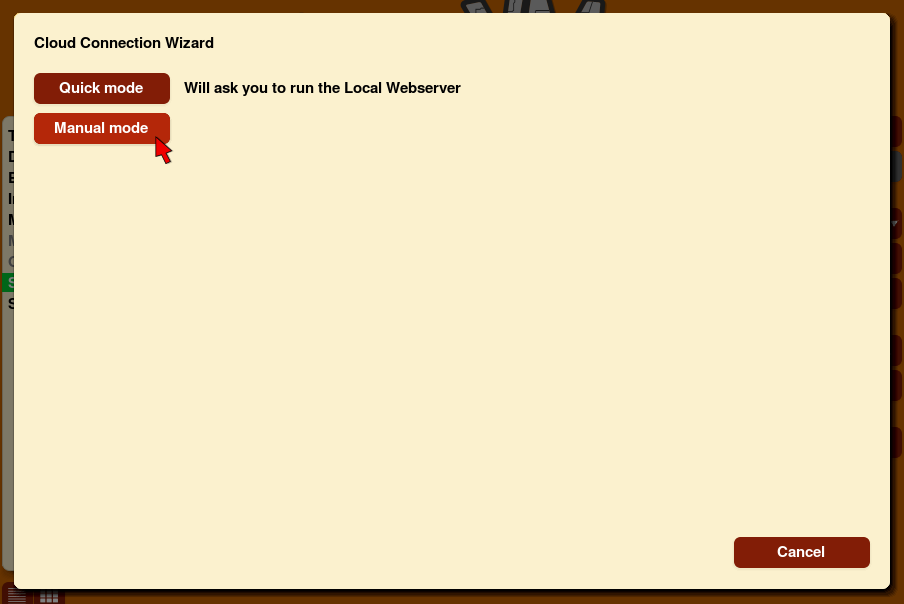 Cloud Connection Wizard
Quick mode Will ask you to run the Local Webserver
Manual mode
Cancel